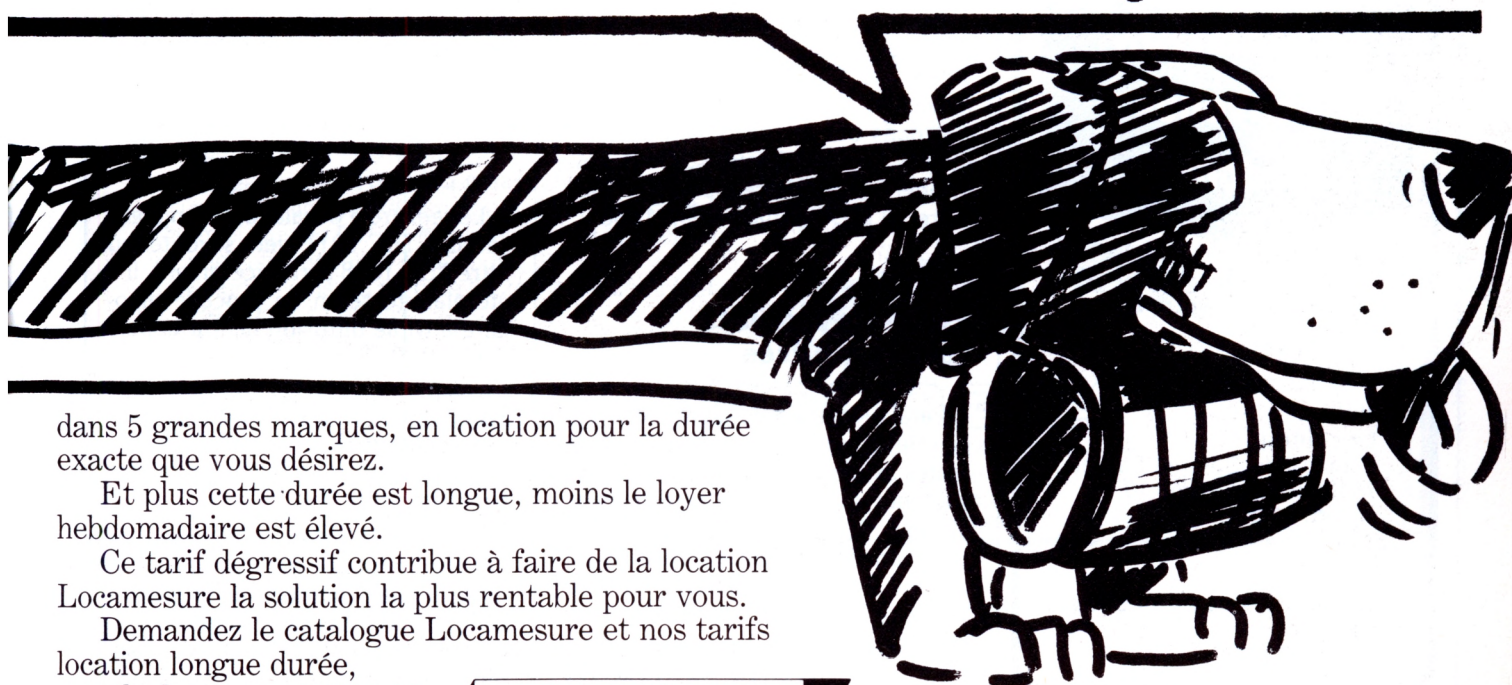 dans 5 grandes marques, en location pour la durée
exacte que vous désirez.
Et plus cette durée est longue, moins le loyer
hebdomadaire est élevé.
Ce tarif dégressif contribue à faire de la location
Locamesure la solution la plus rentable pour vous.
Demandez le catalogue Locamesure et nos tarifs
location longue durée,